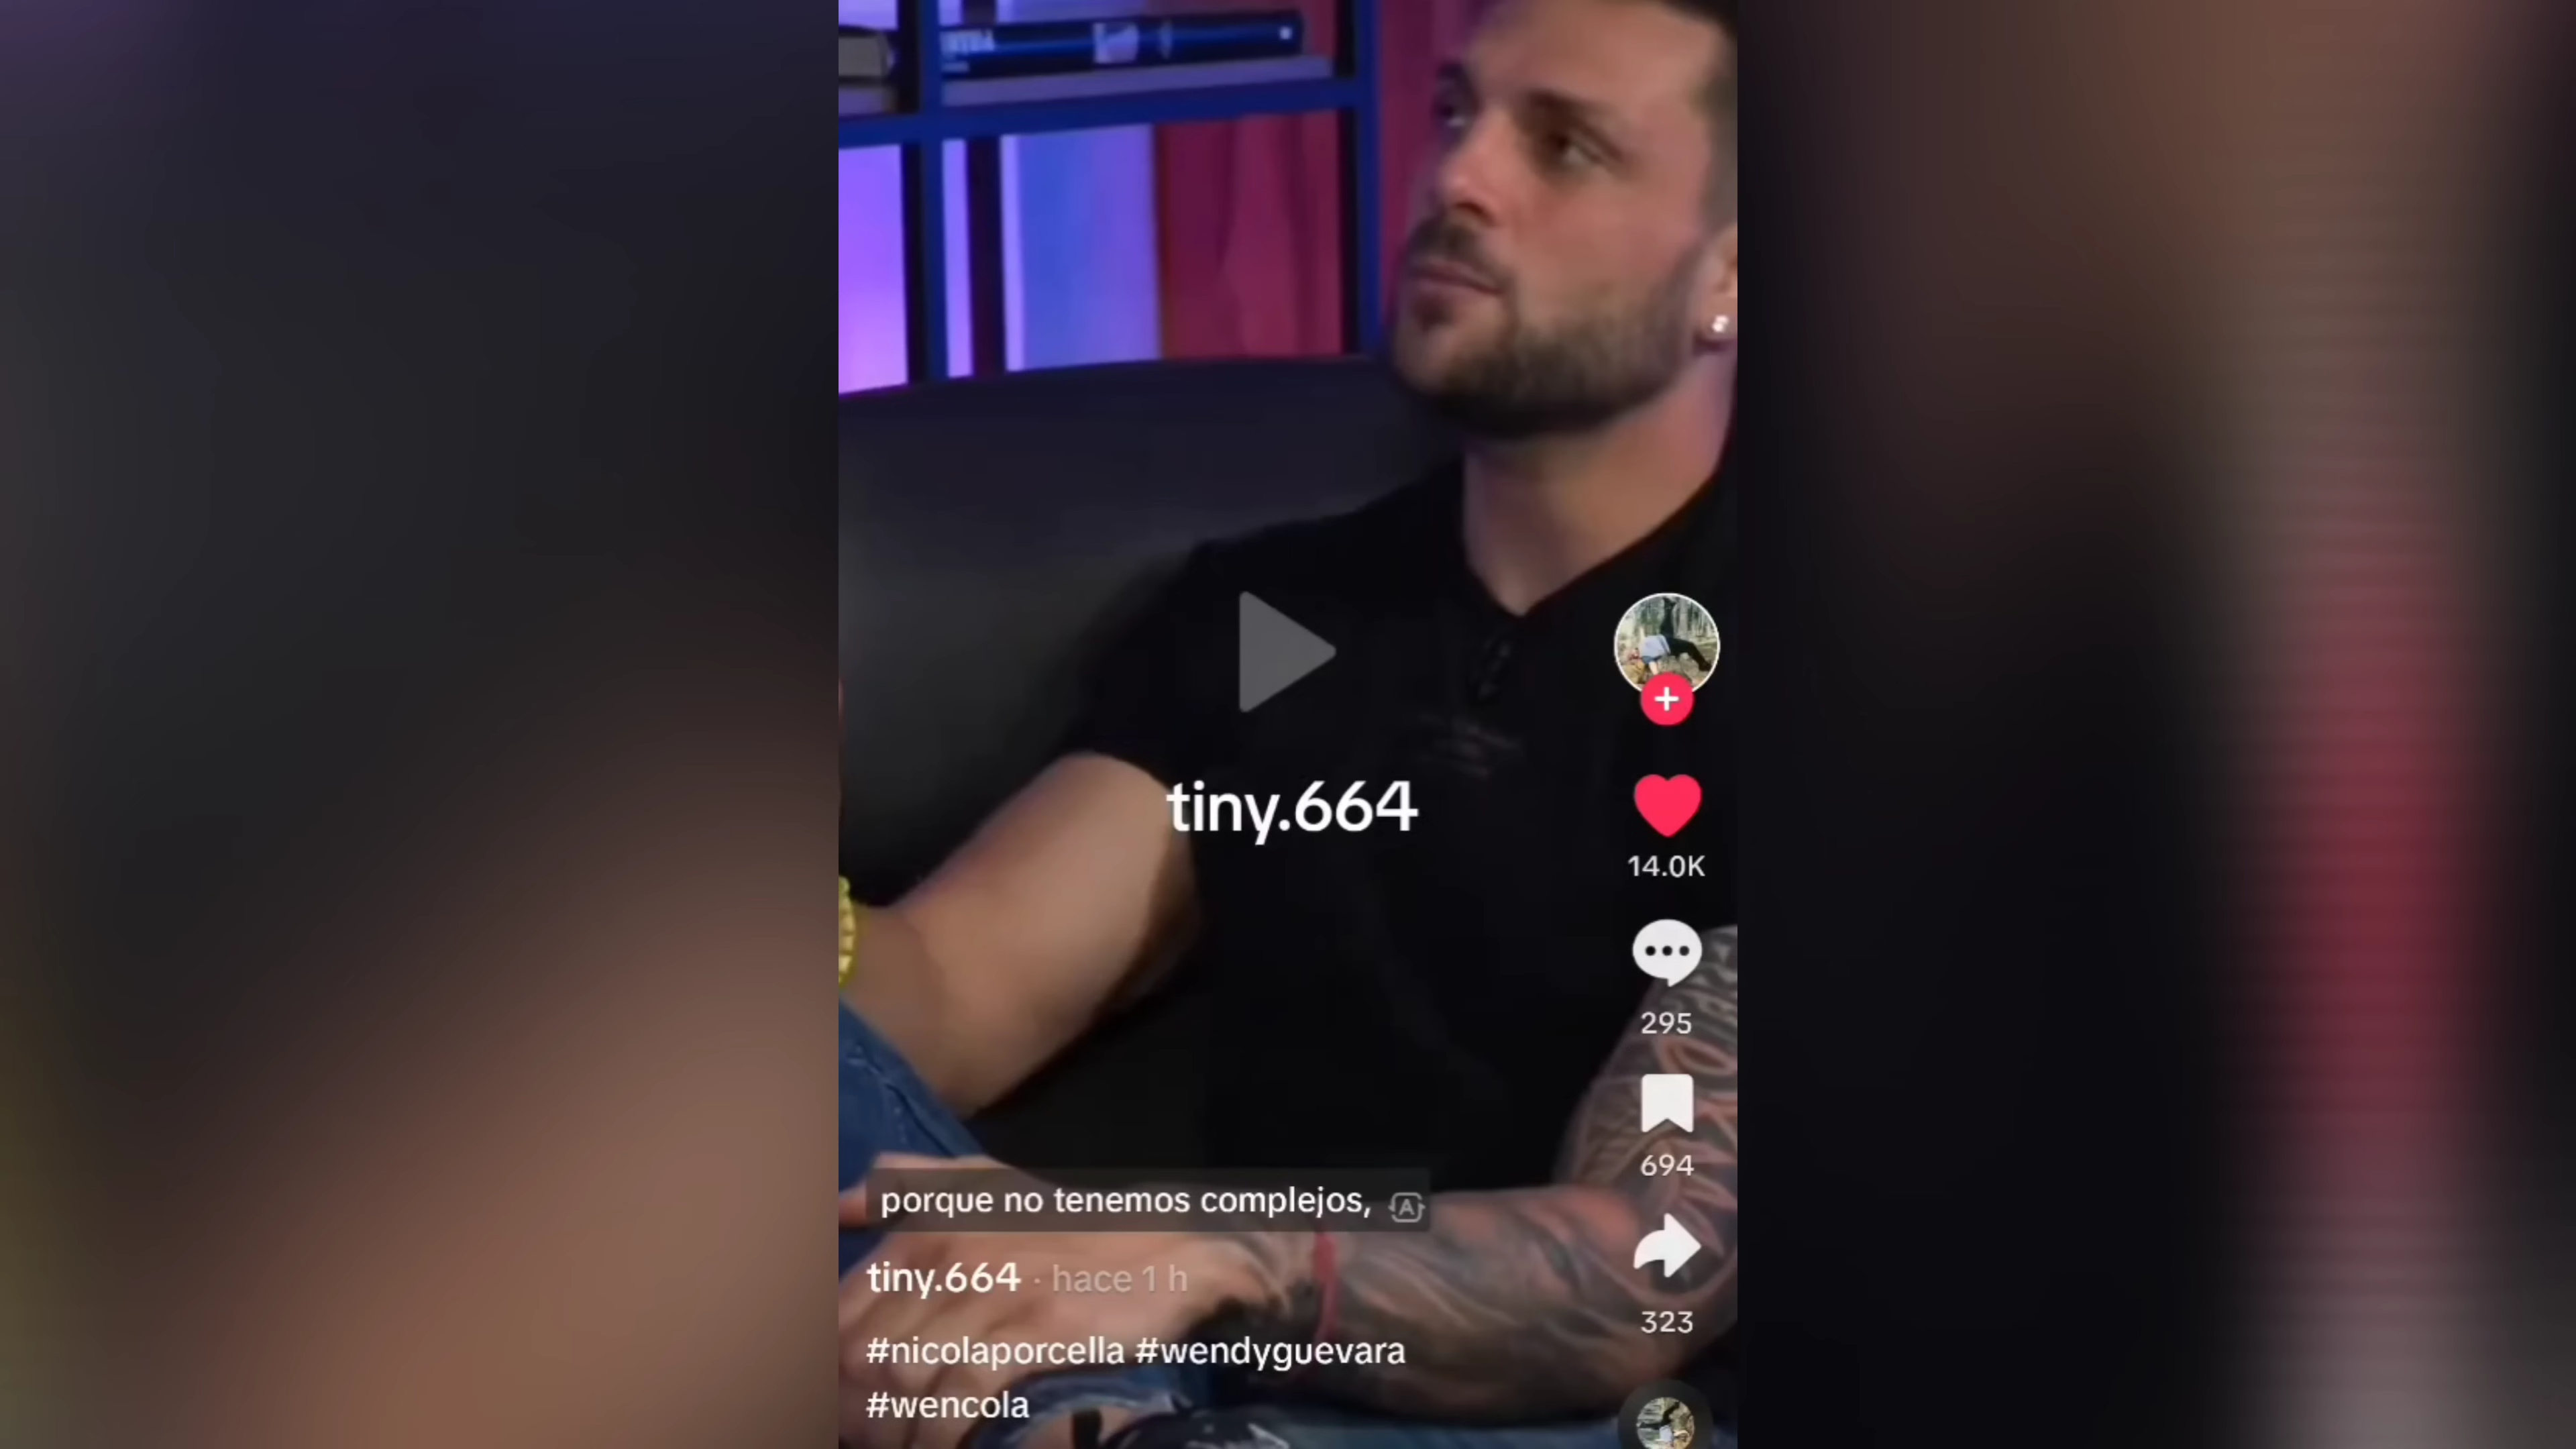 tiny.664
14.0K
295
694
porque no tenemos complejos,
tiny.664 · hace 1 h
323
#nicolaporcella #wendyguevara
#wencola